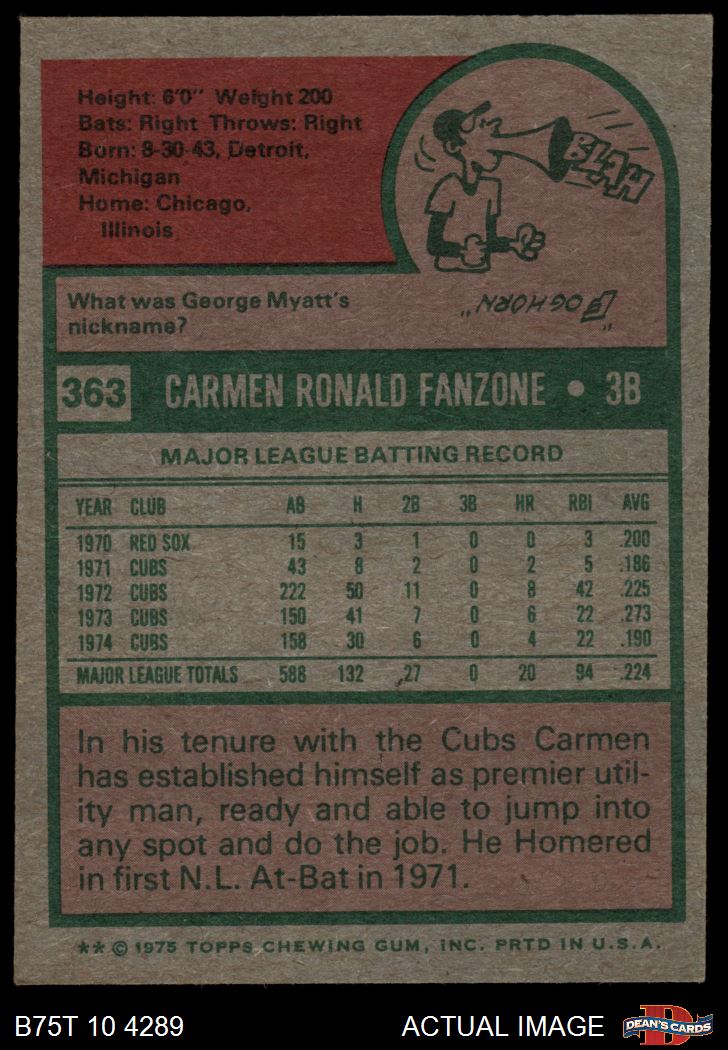 Height: 6'0" Weight 200
Bats: Right Throws: Right
Born: 8-30-43, Detroit,
Michigan
Home: Chicago,
Illinois
BLAH
What was George Myatt's
nickname?
"FOGHORN"
363 CARMEN RONALD FANZONE • 3B
MAJOR LEAGUE BATTING RECORD
YEAR CLUB AB H 2B 3B HR RBI AVG
1970 RED SOX 15 3 1 0 0 3 .200
1971 CUBS 43 8 2 0 2 5 .186
1972 CUBS 222 50 11 0 8 42 .225
1973 CUBS 150 41 7 0 6 22 .273
1974 CUBS 158 30 6 0 4 22 .190
MAJOR LEAGUE TOTALS 588 132 27 0 20 94 .224
In his tenure with the Cubs Carmen
has established himself as premier util-
ity man, ready and able to jump into
any spot and do the job. He Homered
in first N.L. At-Bat in 1971.
** © 1975 TOPPS CHEWING GUM, INC. PRTD IN U.S.A.
B75T 10 4289 ACTUAL IMAGE
D
DEAN'S CARDS